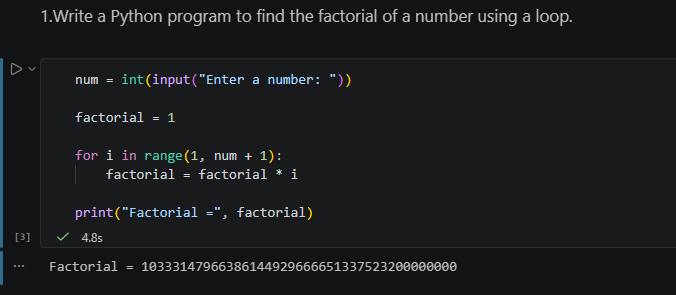 1.Write a Python program to find the factorial of a number using a loop.
num = int(input("Enter a number: "))
factorial = 1
for i in range(1, num + 1):
factorial = factorial * i
print("Factorial =", factorial)
[3]
4.8s
Factorial = 10333147966386144929666651337523200000000